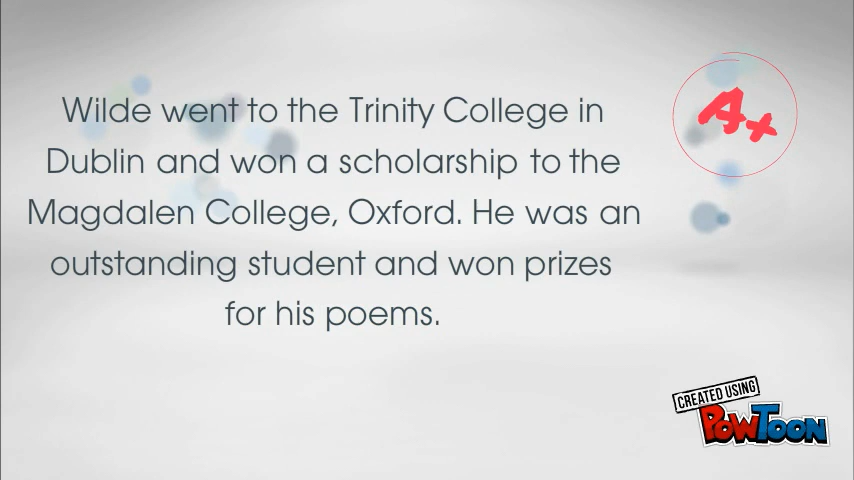 Wilde went to the Trinity College in
Dublin and won a scholarship to the
Magdalen College, Oxford. He was an
outstanding student and won prizes
for his poems.
A+
CREATED USING
POWTOON